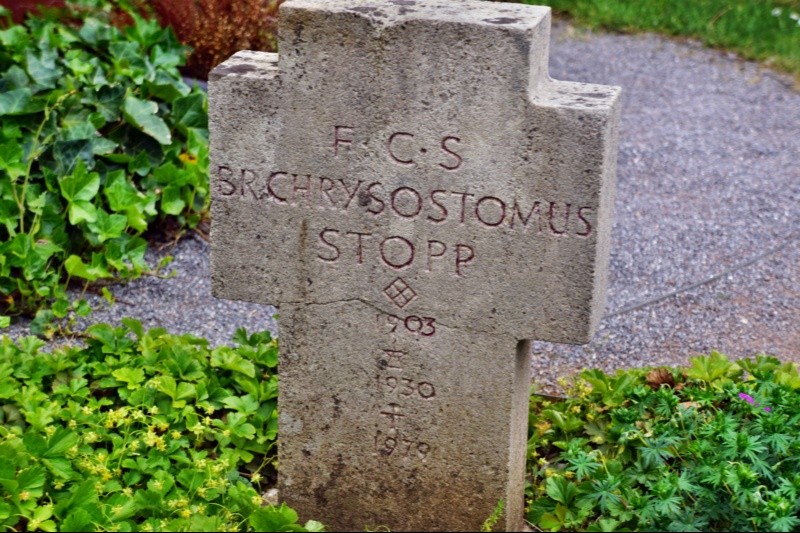 F·C·S
BR.CHRYSOSTOMUS
STOPP
1903
1930
1979